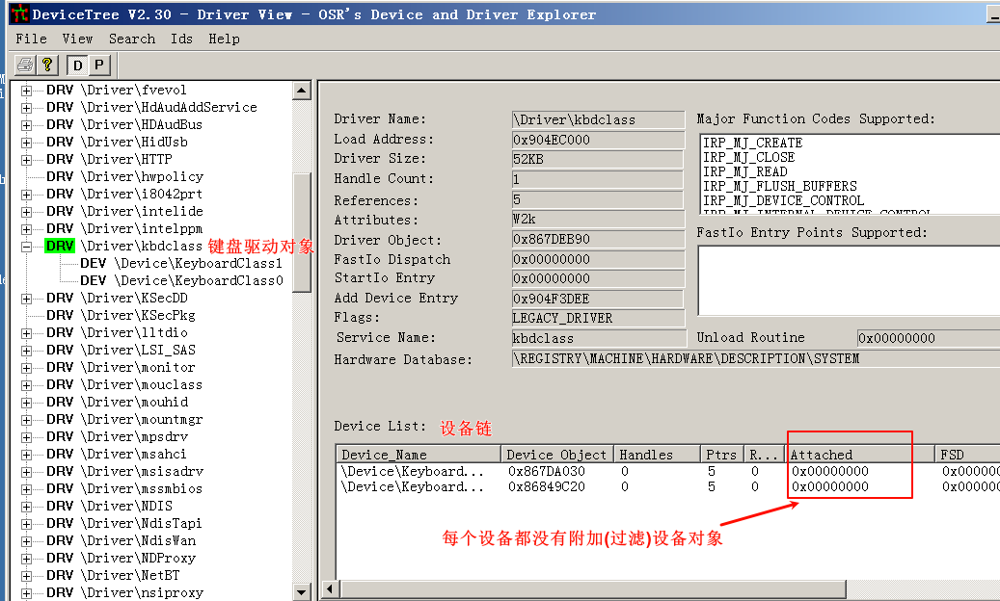 DeviceTree V2.30 - Driver View - OSR's Device and Driver Explorer
File View Search Ids Help
D P
DRV \Driver\fvevol
DRV \Driver\HdAudAddService
DRV \Driver\HDAudBus
DRV \Driver\HidUsb
DRV \Driver\HTTP
DRV \Driver\hwpolicy
DRV \Driver\i8042prt
DRV \Driver\intelide
DRV \Driver\intelppm
DRV \Driver\kbdclass 键盘驱动对象
DEV \Device\KeyboardClass1
DEV \Device\KeyboardClass0
DRV \Driver\KSecDD
DRV \Driver\KSecPkg
DRV \Driver\lltdio
DRV \Driver\LSI_SAS
DRV \Driver\monitor
DRV \Driver\mouclass
DRV \Driver\mouhid
DRV \Driver\mountmgr
DRV \Driver\mpsdrv
DRV \Driver\msahci
DRV \Driver\msisadrv
DRV \Driver\mssmbios
DRV \Driver\NDIS
DRV \Driver\NdisTapi
DRV \Driver\NdisWan
DRV \Driver\NDProxy
DRV \Driver\NetBT
DRV \Driver\nsiproxy
Driver Name: \Driver\kbdclass
Load Address: 0x904EC000
Driver Size: 52KB
Handle Count: 1
References: 5
Attributes: W2k
Driver Object: 0x867DEB90
FastIo Dispatch 0x00000000
StartIo Entry 0x00000000
Add Device Entry 0x904F3DEE
Flags: LEGACY_DRIVER
Service Name: kbdclass
Hardware Database: \REGISTRY\MACHINE\HARDWARE\DESCRIPTION\SYSTEM
Major Function Codes Supported:
IRP_MJ_CREATE
IRP_MJ_CLOSE
IRP_MJ_READ
IRP_MJ_FLUSH_BUFFERS
IRP_MJ_DEVICE_CONTROL
IRP_MJ_INTERNAL_DEVICE_CONTROL
FastIo Entry Points Supported:
Unload Routine 0x00000000
Device List: 设备链
Device_Name Device Object Handles Ptrs R... Attached FSD
\Device\Keyboard... 0x867DA030 0 5 0 0x00000000
\Device\Keyboard... 0x86849C20 0 5 0 0x00000000
每个设备都没有附加(过滤)设备对象